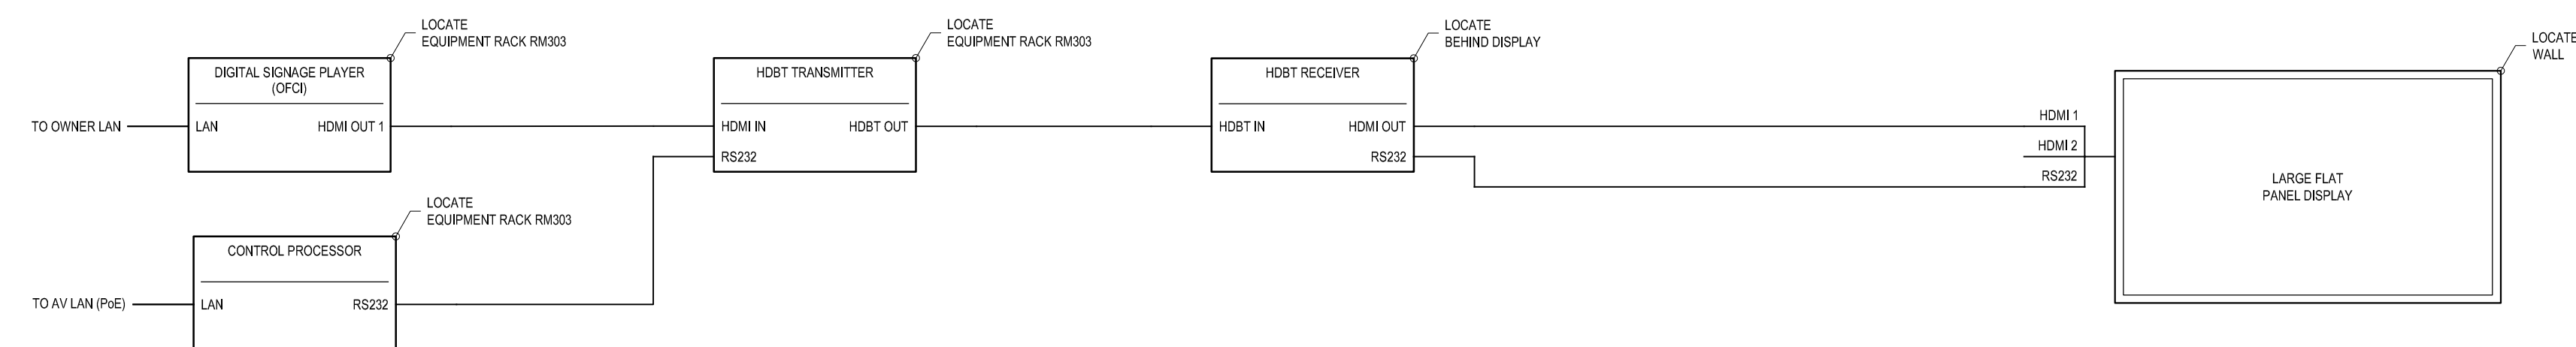 LOCATE
EQUIPMENT RACK RM303
DIGITAL SIGNAGE PLAYER
(OFCI)
TO OWNER LAN
LAN
HDMI OUT 1
LOCATE
EQUIPMENT RACK RM303
HDBT TRANSMITTER
HDMI IN
HDBT OUT
RS232
LOCATE
BEHIND DISPLAY
HDBT RECEIVER
HDBT IN
HDMI OUT
RS232
HDMI 1
HDMI 2
RS232
LOCATE
WALL
LARGE FLAT
PANEL DISPLAY
LOCATE
EQUIPMENT RACK RM303
CONTROL PROCESSOR
TO AV LAN (PoE)
LAN
RS232